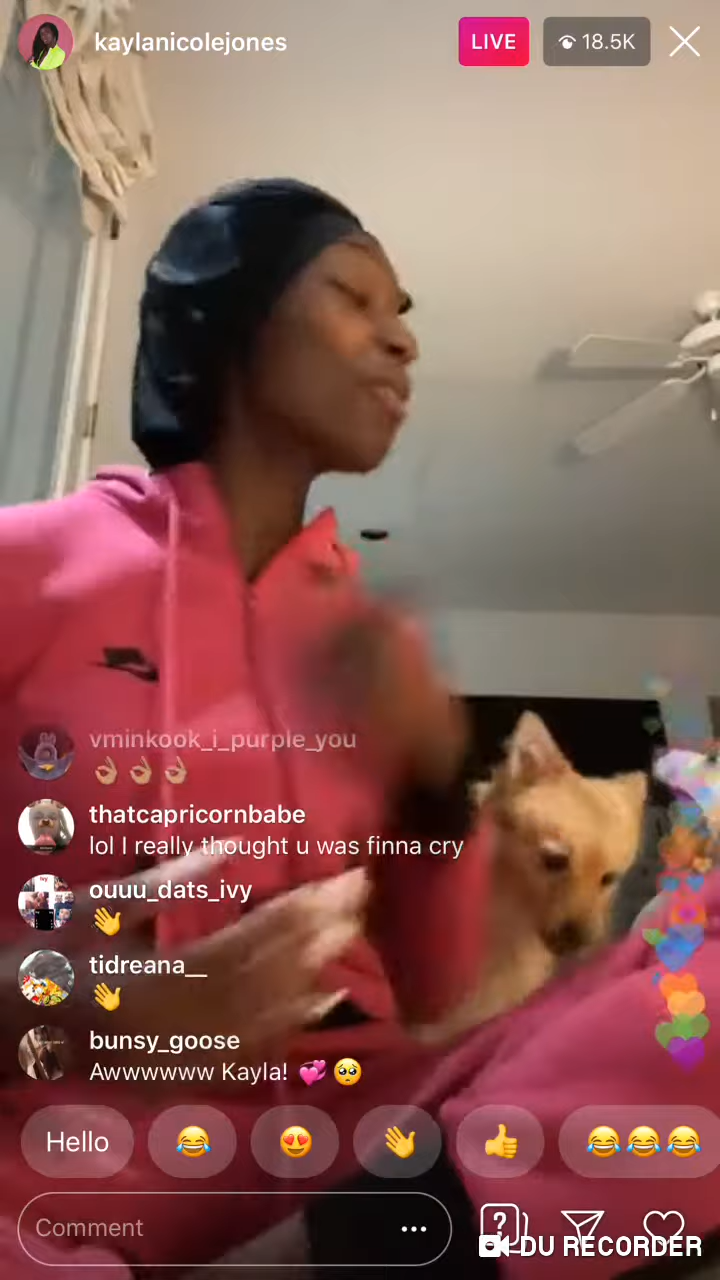 kaylanicolejones
LIVE
18.5K
vminkook_i_purple_you
👌🏽👌🏽👌🏽
thatcapricornbabe
lol I really thought u was finna cry
ouuu_dats_ivy
👋
tidreana__
👋
bunsy_goose
Awwwwww Kayla! 💞🥺
Hello 😂 😍 👋 👍 😂😂😂
Comment
DU RECORDER